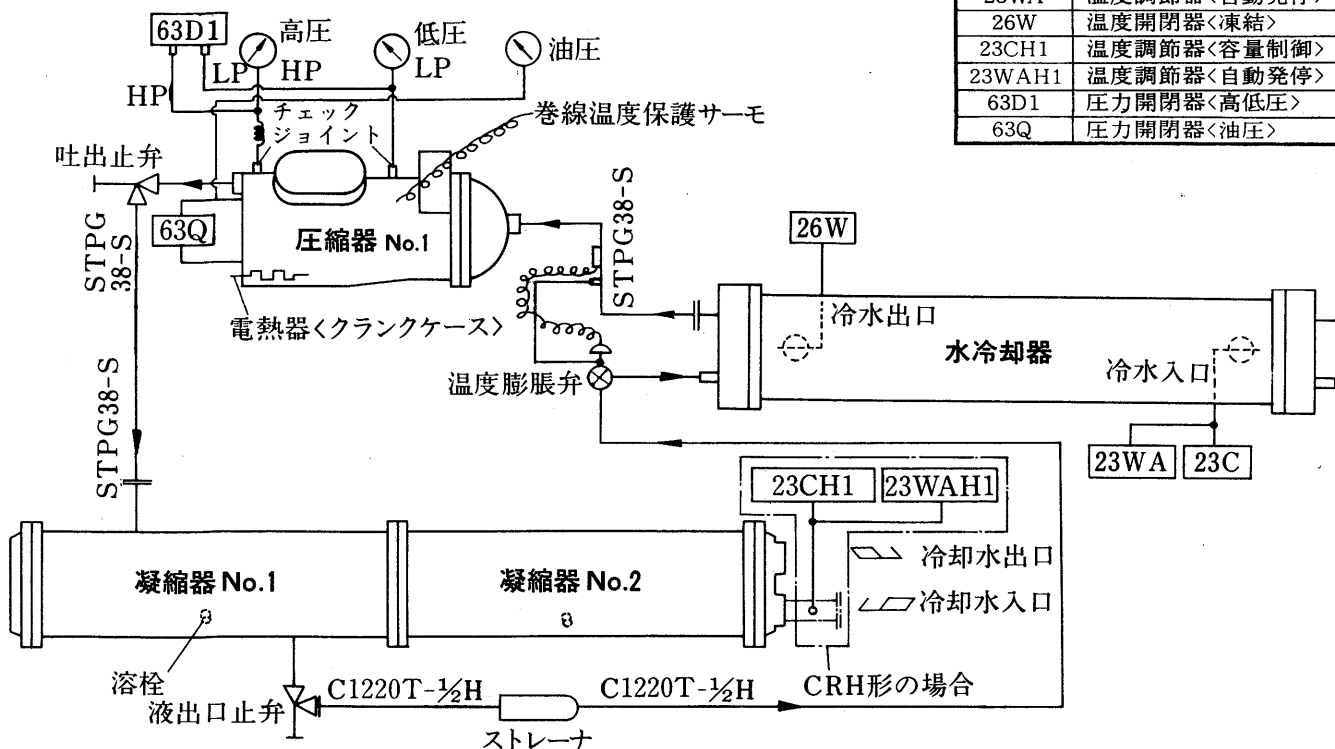 23WA 温度調節器<自動発停>
26W 温度開閉器<凍結>
23CH1 温度調節器<容量制御>
23WAH1 温度調節器<自動発停>
63D1 圧力開閉器<高低圧>
63Q 圧力開閉器<油圧>
63D1
高圧
低圧
油圧
LP
HP
LP
HP
チェック
ジョイント
巻線温度保護サーモ
吐出止弁
63Q
圧縮器 No.1
STPG
38-S
STPG38-S
26W
電熱器<クランクケース>
冷水出口
水冷却器
冷水入口
温度膨脹弁
STPG38-S
23WA
23C
23CH1
23WAH1
冷却水出口
凝縮器 No.1
凝縮器 No.2
冷却水入口
溶栓
C1220T-½H
C1220T-½H
CRH形の場合
液出口止弁
ストレーナ